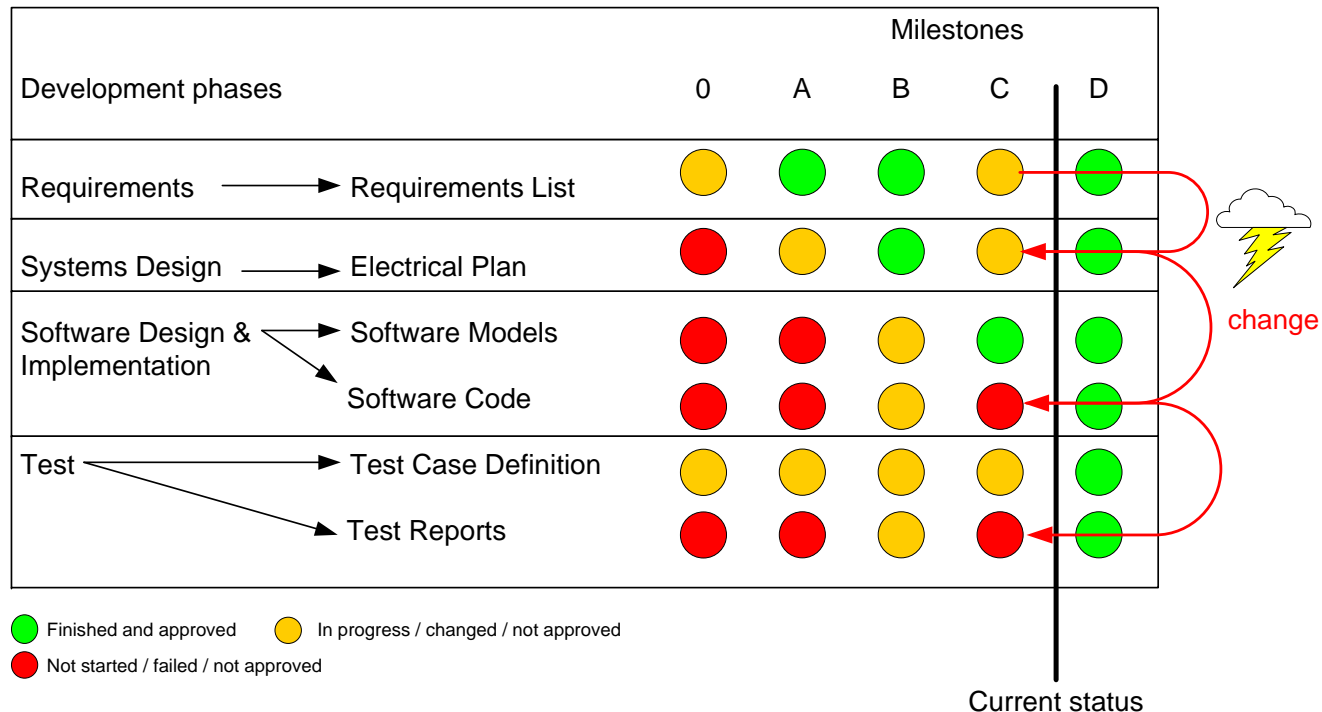 Milestones
Development phases 0 A B C D
Requirements Requirements List
Systems Design Electrical Plan
Software Design & Software Models
Implementation
Software Code
change
Test Test Case Definition
Test Reports
Finished and approved In progress / changed / not approved
Not started / failed / not approved
Current status